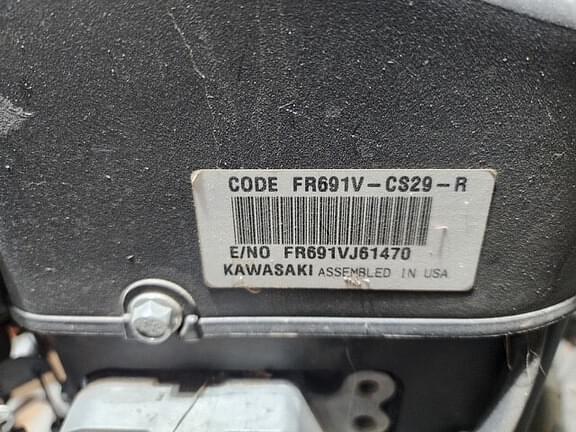 CODE FR691V-CS29-R
E/NO FR691VJ61470
KAWASAKI ASSEMBLED IN USA